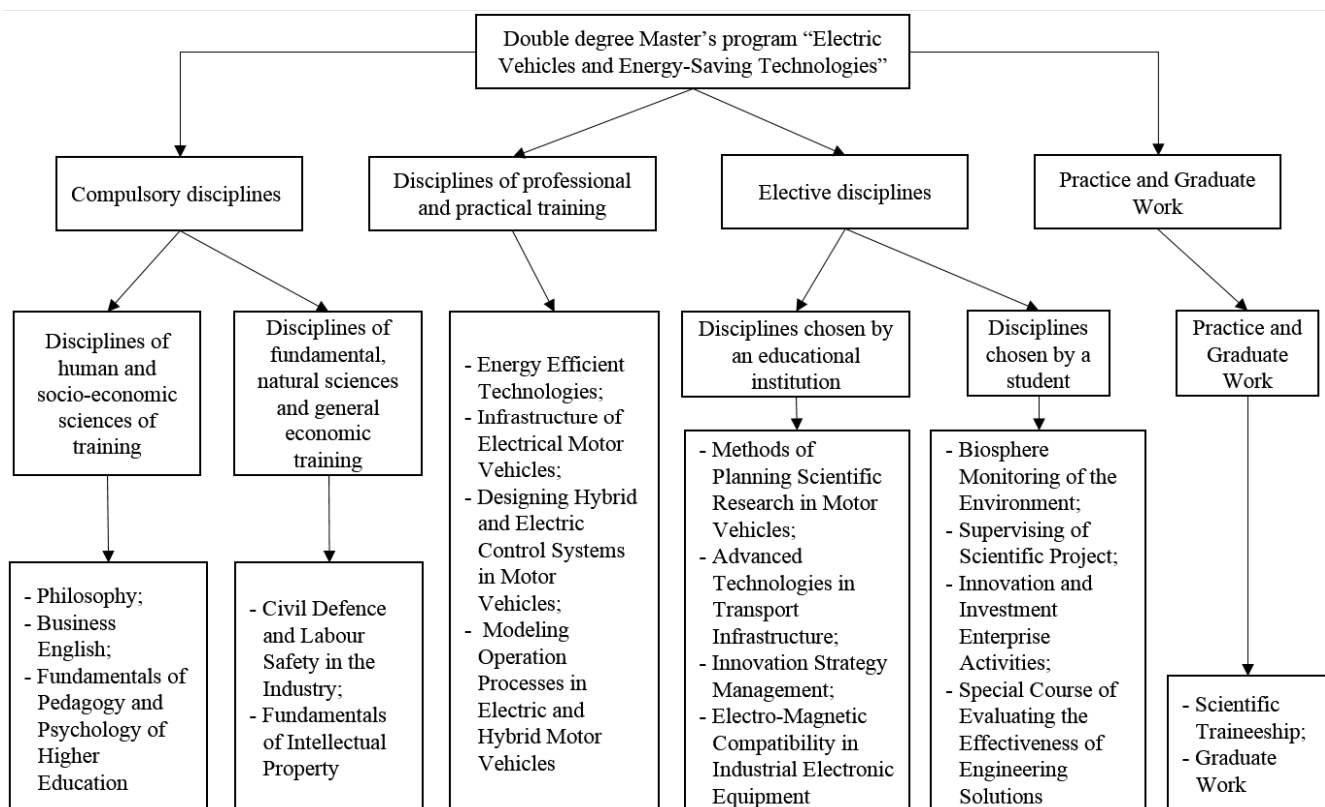 Double degree Master's program “Electric
Vehicles and Energy-Saving Technologies”
Compulsory disciplines
Disciplines of professional
and practical training
Elective disciplines
Practice and Graduate
Work
Disciplines of
human and
socio-economic
sciences of
training
Disciplines of
fundamental,
natural sciences
and general
economic
training
- Energy Efficient
Technologies;
- Infrastructure of
Electrical Motor
Vehicles;
- Designing Hybrid
and Electric
Control Systems
in Motor
Vehicles;
- Modeling
Operation
Processes in
Electric and
Hybrid Motor
Vehicles
Disciplines chosen by
an educational
institution
Disciplines
chosen by a
student
Practice and
Graduate
Work
- Philosophy;
- Business
English;
- Fundamentals of
Pedagogy and
Psychology of
Higher
Education
- Civil Defence
and Labour
Safety in the
Industry;
- Fundamentals
of Intellectual
Property
- Methods of
Planning Scientific
Research in Motor
Vehicles;
- Advanced
Technologies in
Transport
Infrastructure;
- Innovation Strategy
Management;
- Electro-Magnetic
Compatibility in
Industrial Electronic
Equipment
- Biosphere
Monitoring of the
Environment;
- Supervising of
Scientific Project;
- Innovation and
Investment
Enterprise
Activities;
- Special Course of
Evaluating the
Effectiveness of
Engineering
Solutions
- Scientific
Traineeship;
- Graduate
Work